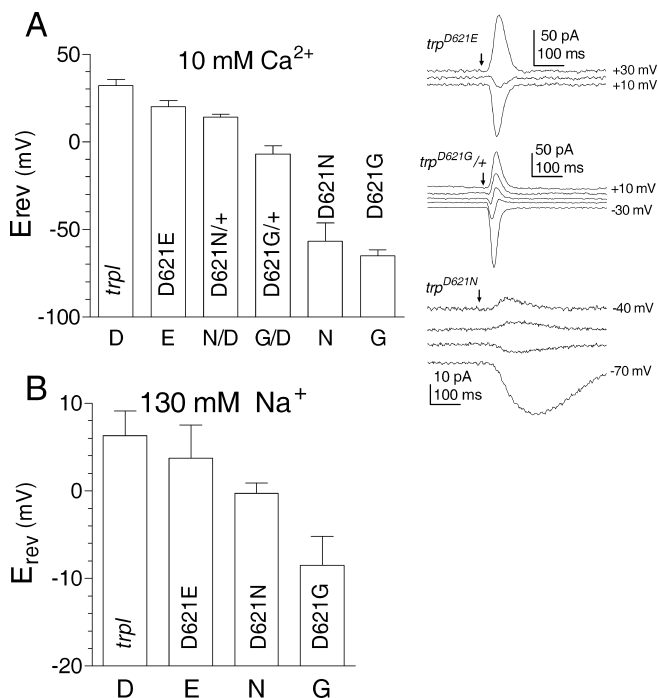 A
10 mM Ca2+
Erev (mV)
50
0
-50
-100
trpl
D621E
D621N/+
D621G/+
D621N
D621G
D
E
N/D
G/D
N
G
trpD621E
50 pA
100 ms
+30 mV
+10 mV
trpD621G/+
50 pA
100 ms
+10 mV
-30 mV
trpD621N
-40 mV
-70 mV
10 pA
100 ms
B
130 mM Na+
Erev (mV)
10
0
-10
-20
trpl
D621E
D621N
D621G
D
E
N
G